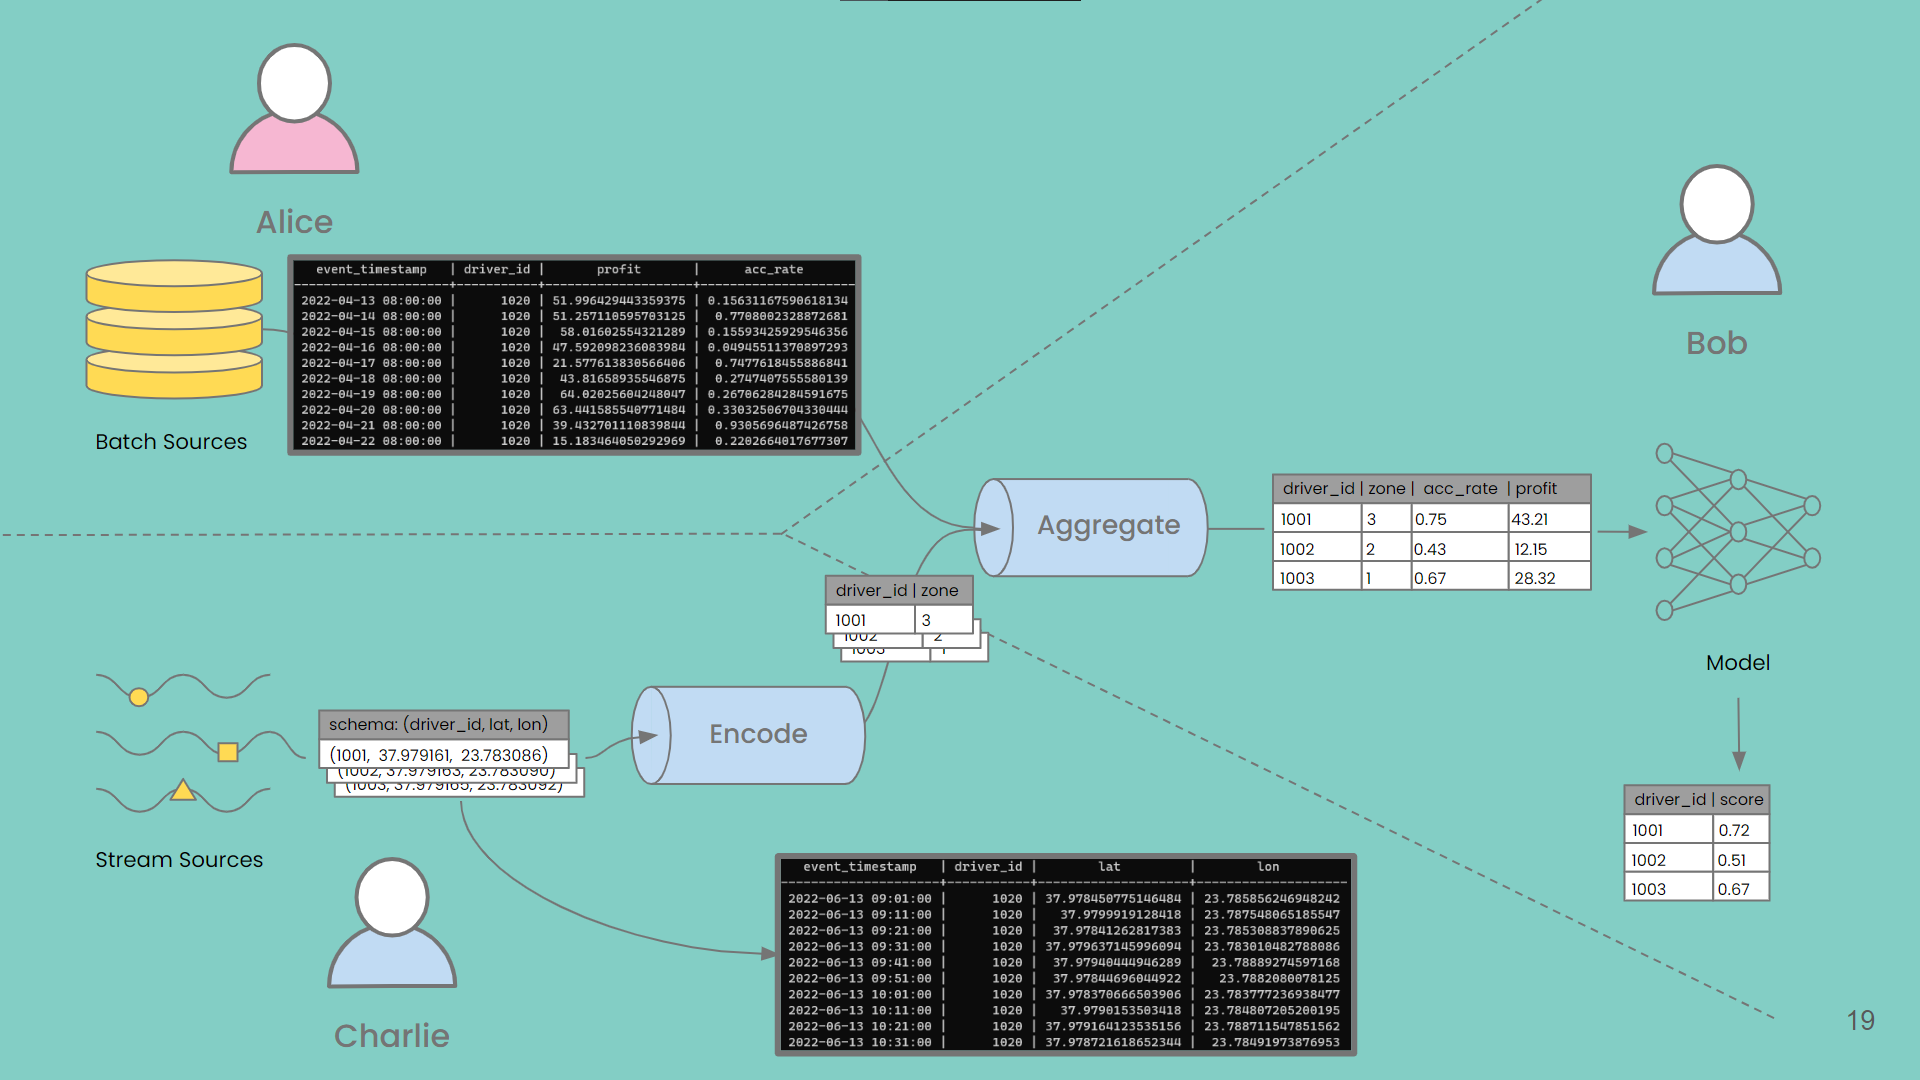 Alice
Bob
Batch Sources
event_timestamp | driver_id | profit | acc_rate
2022-04-13 08:00:00 | 1020 | 51.996429443359375 | 0.15631167590618134
2022-04-14 08:00:00 | 1020 | 51.257110595703125 | 0.7708002328872681
2022-04-15 08:00:00 | 1020 | 58.01602554321289 | 0.15593425929546356
2022-04-16 08:00:00 | 1020 | 47.592098236083984 | 0.04945511370897293
2022-04-17 08:00:00 | 1020 | 21.577613830566406 | 0.7477618455886841
2022-04-18 08:00:00 | 1020 | 43.81658935546875 | 0.2747407555580139
2022-04-19 08:00:00 | 1020 | 64.02025604248047 | 0.26706284284591675
2022-04-20 08:00:00 | 1020 | 63.441585540771484 | 0.33032506704330444
2022-04-21 08:00:00 | 1020 | 39.432701110839844 | 0.9305696487426758
2022-04-22 08:00:00 | 1020 | 15.183464050292969 | 0.2202664017677307
Aggregate
driver_id | zone | acc_rate | profit
1001 3 0.75 43.21
1002 2 0.43 12.15
1003 1 0.67 28.32
driver_id | zone
1001 3
1002 2
1003 1
Model
schema: (driver_id, lat, lon)
(1001, 37.979161, 23.783086)
(1002, 37.979163, 23.783090)
(1003, 37.979165, 23.783092)
Encode
Stream Sources
driver_id | score
1001 0.72
1002 0.51
1003 0.67
event_timestamp | driver_id | lat | lon
2022-06-13 09:01:00 | 1020 | 37.978450775146484 | 23.785856246948242
2022-06-13 09:11:00 | 1020 | 37.9799919128418 | 23.787548065185547
2022-06-13 09:21:00 | 1020 | 37.97841262817383 | 23.785308837890625
2022-06-13 09:31:00 | 1020 | 37.979637145996094 | 23.783010482788086
2022-06-13 09:41:00 | 1020 | 37.97940444946289 | 23.78889274597168
2022-06-13 09:51:00 | 1020 | 37.97844696044922 | 23.7882080078125
2022-06-13 10:01:00 | 1020 | 37.978370666503906 | 23.783777236938477
2022-06-13 10:11:00 | 1020 | 37.9790153503418 | 23.784807205200195
2022-06-13 10:21:00 | 1020 | 37.979164123535156 | 23.788711547851562
2022-06-13 10:31:00 | 1020 | 37.978721618652344 | 23.78491973876953
Charlie
19